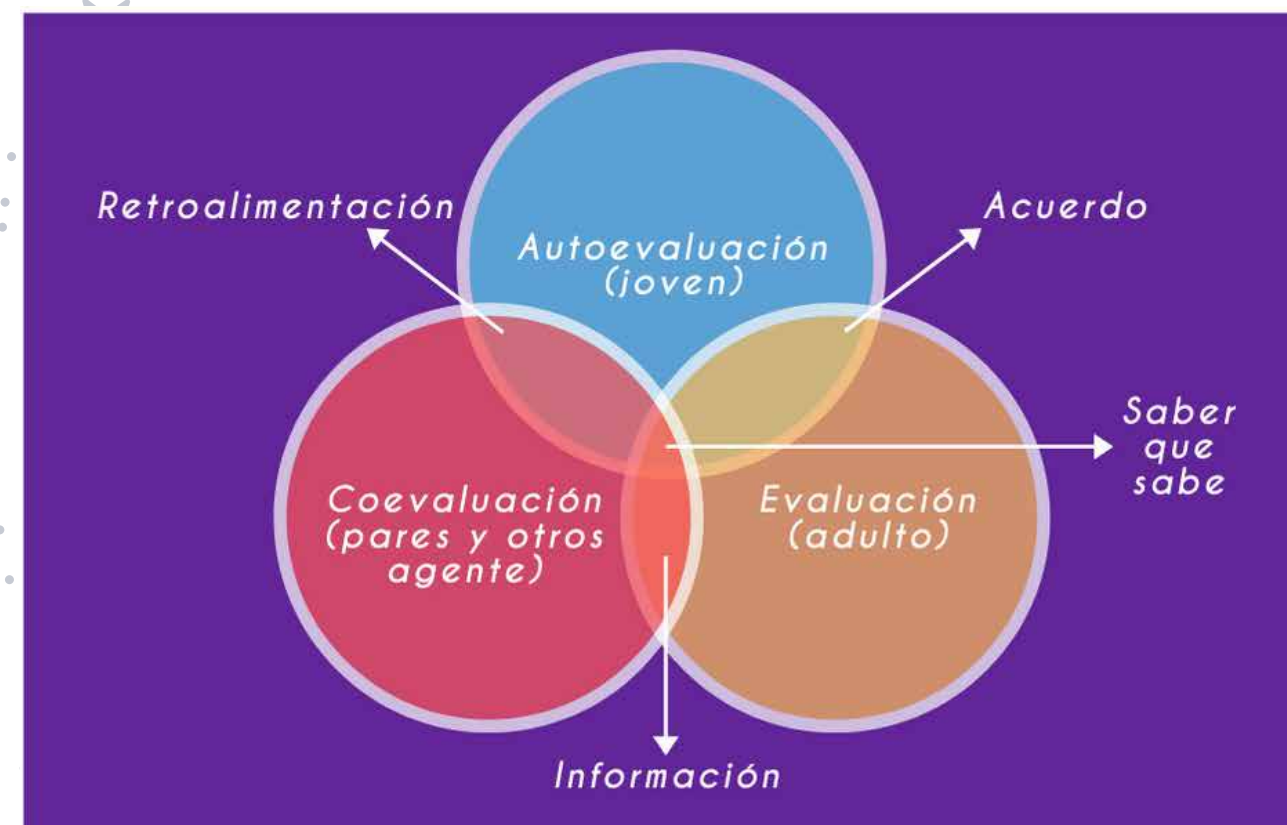 Retroalimentación
Acuerdo
Autoevaluación
(joven)
Saber
que
sabe
Coevaluación
(pares y otros
agente)
Evaluación
(adulto)
Información